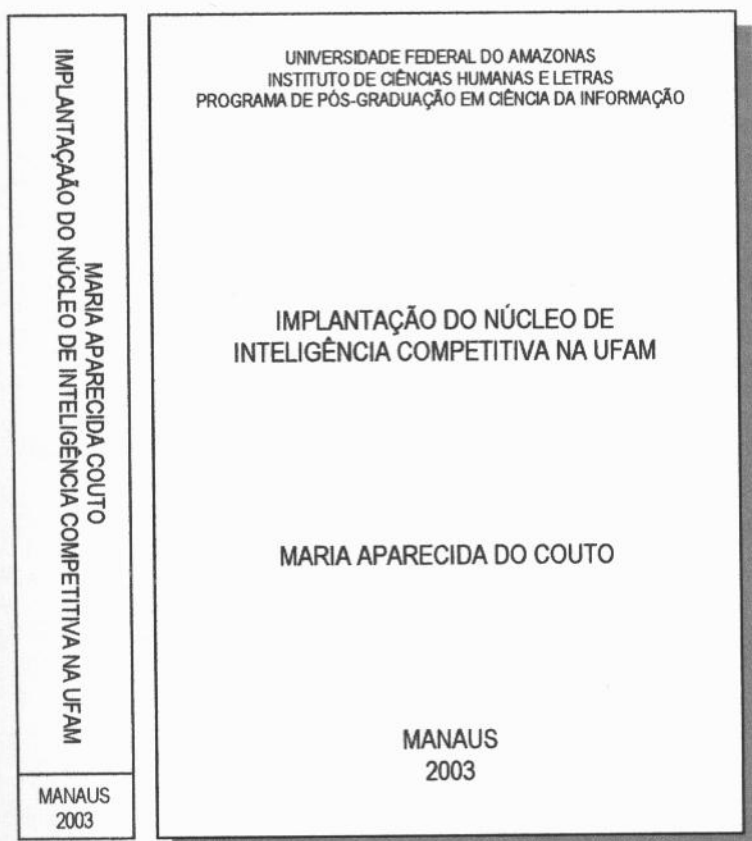 MARIA APARECIDA COUTO
IMPLANTAÇAÃO DO NÚCLEO DE INTELIGÊNCIA COMPETITIVA NA UFAM
MANAUS
2003
UNIVERSIDADE FEDERAL DO AMAZONAS
INSTITUTO DE CIÊNCIAS HUMANAS E LETRAS
PROGRAMA DE PÓS-GRADUAÇÃO EM CIÊNCIA DA INFORMAÇÃO
IMPLANTAÇÃO DO NÚCLEO DE
INTELIGÊNCIA COMPETITIVA NA UFAM
MARIA APARECIDA DO COUTO
MANAUS
2003